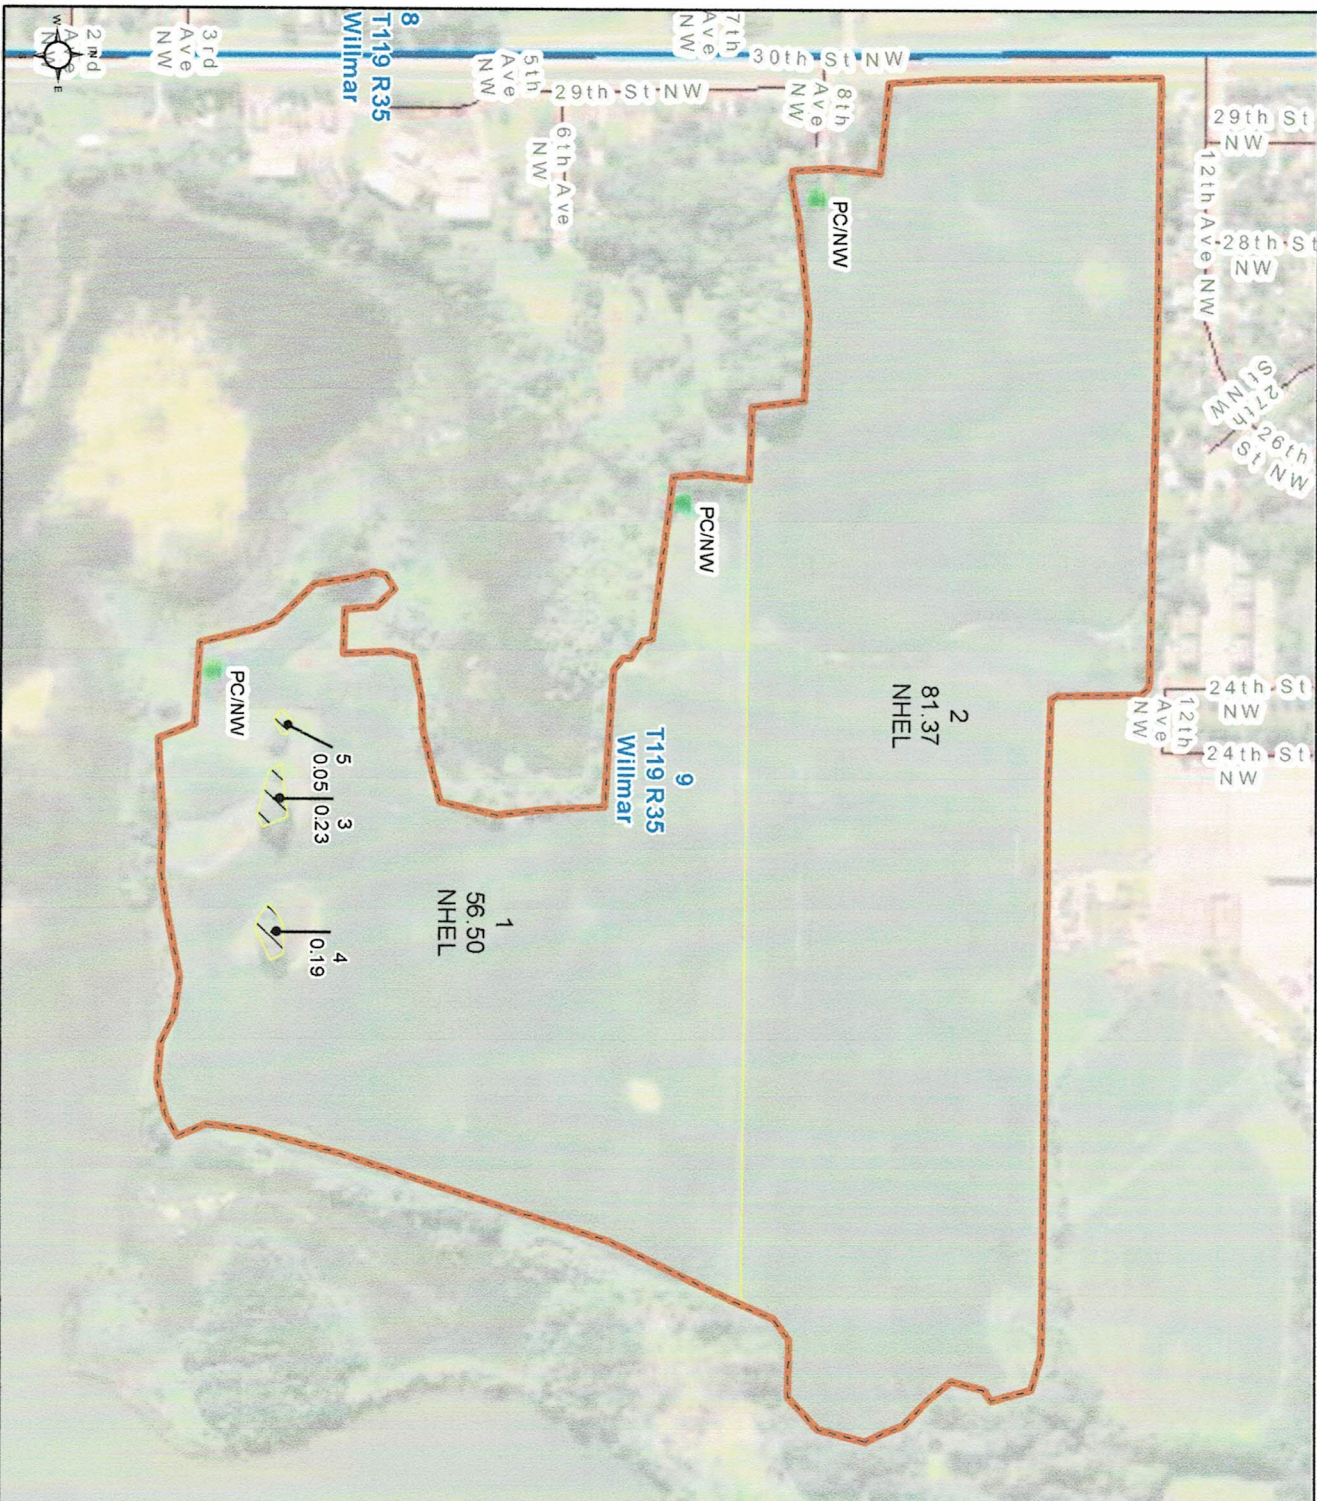 8
T119 R35
Willmar
2nd
Ave
NW
3rd
Ave
NW
5th
Ave
NW
29th St NW
6th Ave
NW
7th
Ave
NW
30th St NW
8th
Ave
NW
29th St
NW
12th Ave NW
28th St
NW
27th
St NW
26th
St NW
24th St
NW
12th
Ave
NW
24th St
NW
PC/NW
PC/NW
PC/NW
2
81.37
NHEL
9
T119 R35
Willmar
1
56.50
NHEL
5
0.05
3
0.23
4
0.19
W
N
E
S